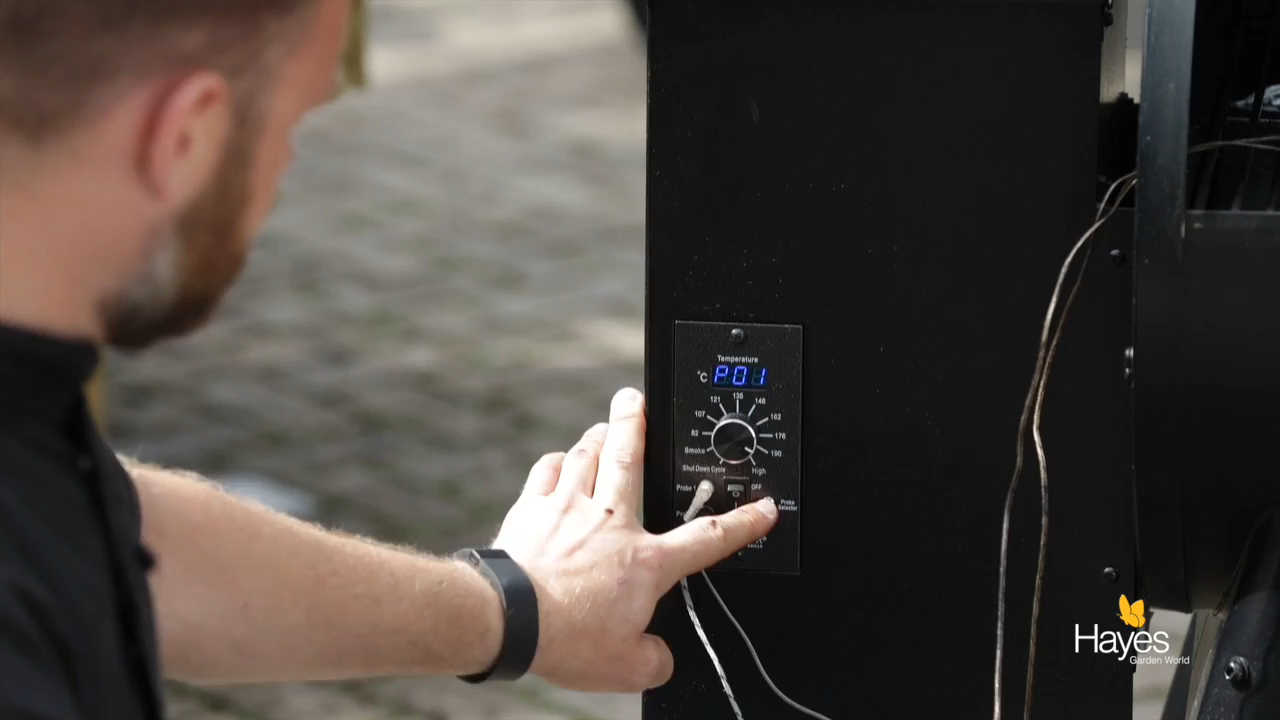 Temperature
°C P01
135
121 148
107 162
82 176
Smoke 190
Shut Down Cycle High
Probe 1 OFF
Probe
Selector
Hayes
Garden World